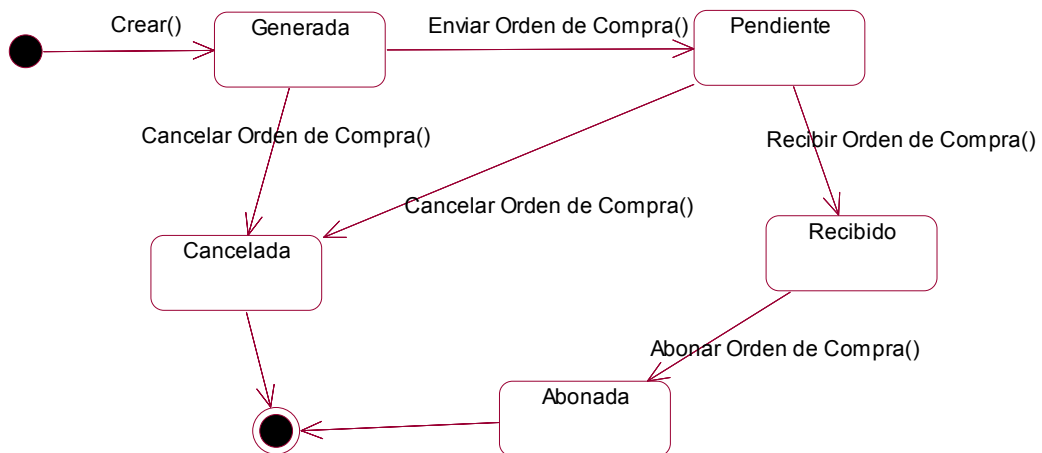 Crear()
Generada
Enviar Orden de Compra()
Pendiente
Cancelar Orden de Compra()
Recibir Orden de Compra()
Cancelar Orden de Compra()
Cancelada
Recibido
Abonar Orden de Compra()
Abonada